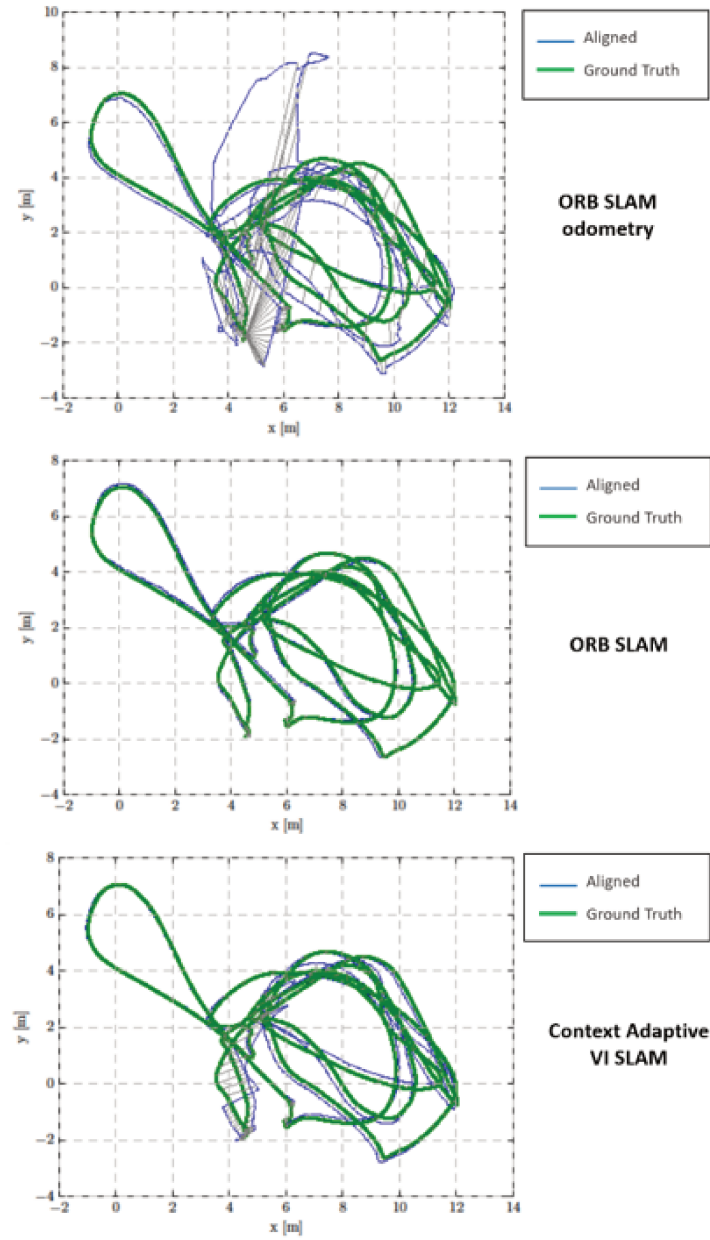 10
8
6
4
2
0
−2
−4
y [m]
−2 0 2 4 6 8 10 12 14
x [m]
Aligned
Ground Truth
ORB SLAM
odometry
8
6
4
2
0
−2
−4
y [m]
−2 0 2 4 6 8 10 12 14
x [m]
Aligned
Ground Truth
ORB SLAM
8
6
4
2
0
−2
−4
y [m]
−2 0 2 4 6 8 10 12 14
x [m]
Aligned
Ground Truth
Context Adaptive
VI SLAM